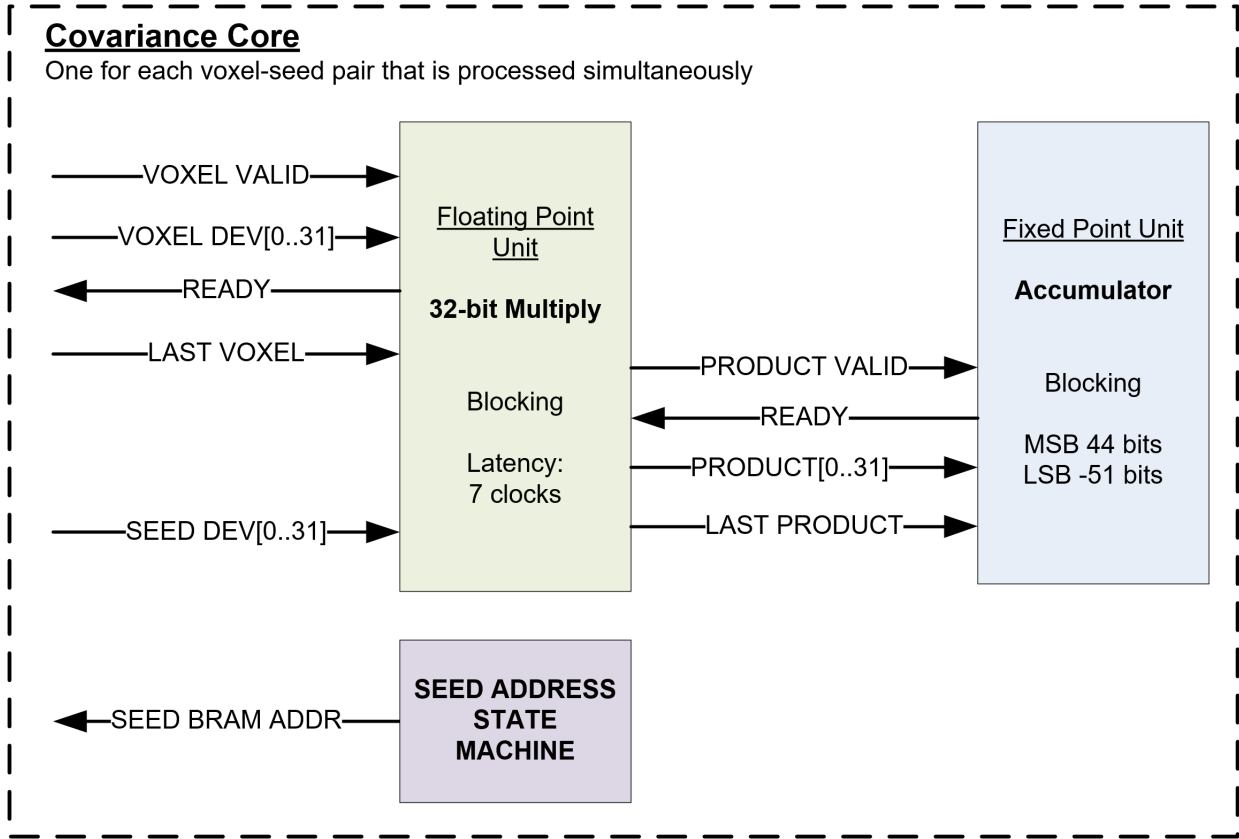 Covariance Core
One for each voxel-seed pair that is processed simultaneously
VOXEL VALID
VOXEL DEV[0..31]
READY
LAST VOXEL
SEED DEV[0..31]
Floating Point
Unit
32-bit Multiply
Blocking
Latency:
7 clocks
PRODUCT VALID
READY
PRODUCT[0..31]
LAST PRODUCT
Fixed Point Unit
Accumulator
Blocking
MSB 44 bits
LSB -51 bits
SEED BRAM ADDR
SEED ADDRESS
STATE
MACHINE